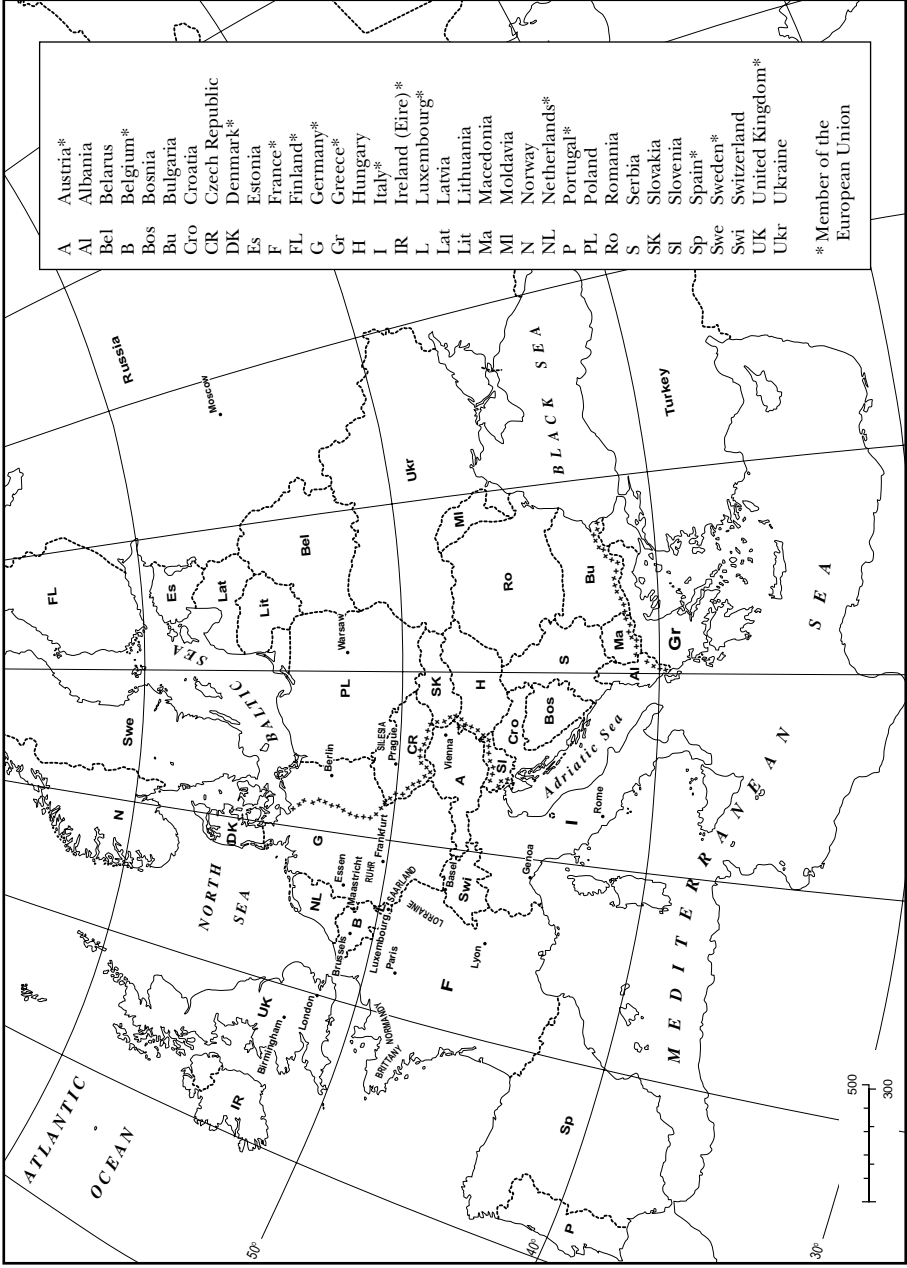 A Austria*
Al Albania
Bel Belarus
B Belgium*
Bos Bosnia
Bu Bulgaria
Cro Croatia
CR Czech Republic
DK Denmark*
Es Estonia
F France*
FL Finland*
G Germany*
Gr Greece*
H Hungary
I Italy*
IR Ireland (Eire)*
L Luxembourg*
Lat Latvia
Lit Lithuania
Ma Macedonia
Ml Moldavia
N Norway
NL Netherlands*
P Portugal*
PL Poland
Ro Romania
S Serbia
SK Slovakia
Sl Slovenia
Sp Spain*
Swe Sweden*
Swi Switzerland
UK United Kingdom*
Ukr Ukraine
* Member of the
European Union
ATLANTIC
OCEAN
NORTH
SEA
BALTIC
SEA
BLACK SEA
Adriatic Sea
MEDITERRANEAN
SEA
Russia
Moscow
Turkey
FL
Swe
N
Es
Lat
Lit
Bel
Ukr
DK
IR
UK
Birmingham
London
NL
B
Brussels
G
Essen
Maastricht
RUHR
Frankfurt
Berlin
PL
Warsaw
SILESIA
Prague
CR
SK
Luxembourg
SAARLAND
LORRAINE
Paris
NORMANDY
BRITTANY
F
Lyon
Basel
Swi
A
Vienna
H
Ro
Ml
Sl
Cro
Bos
S
Bu
Ma
Al
Gr
Genoa
I
Rome
Sp
P
50°
40°
30°
500
300